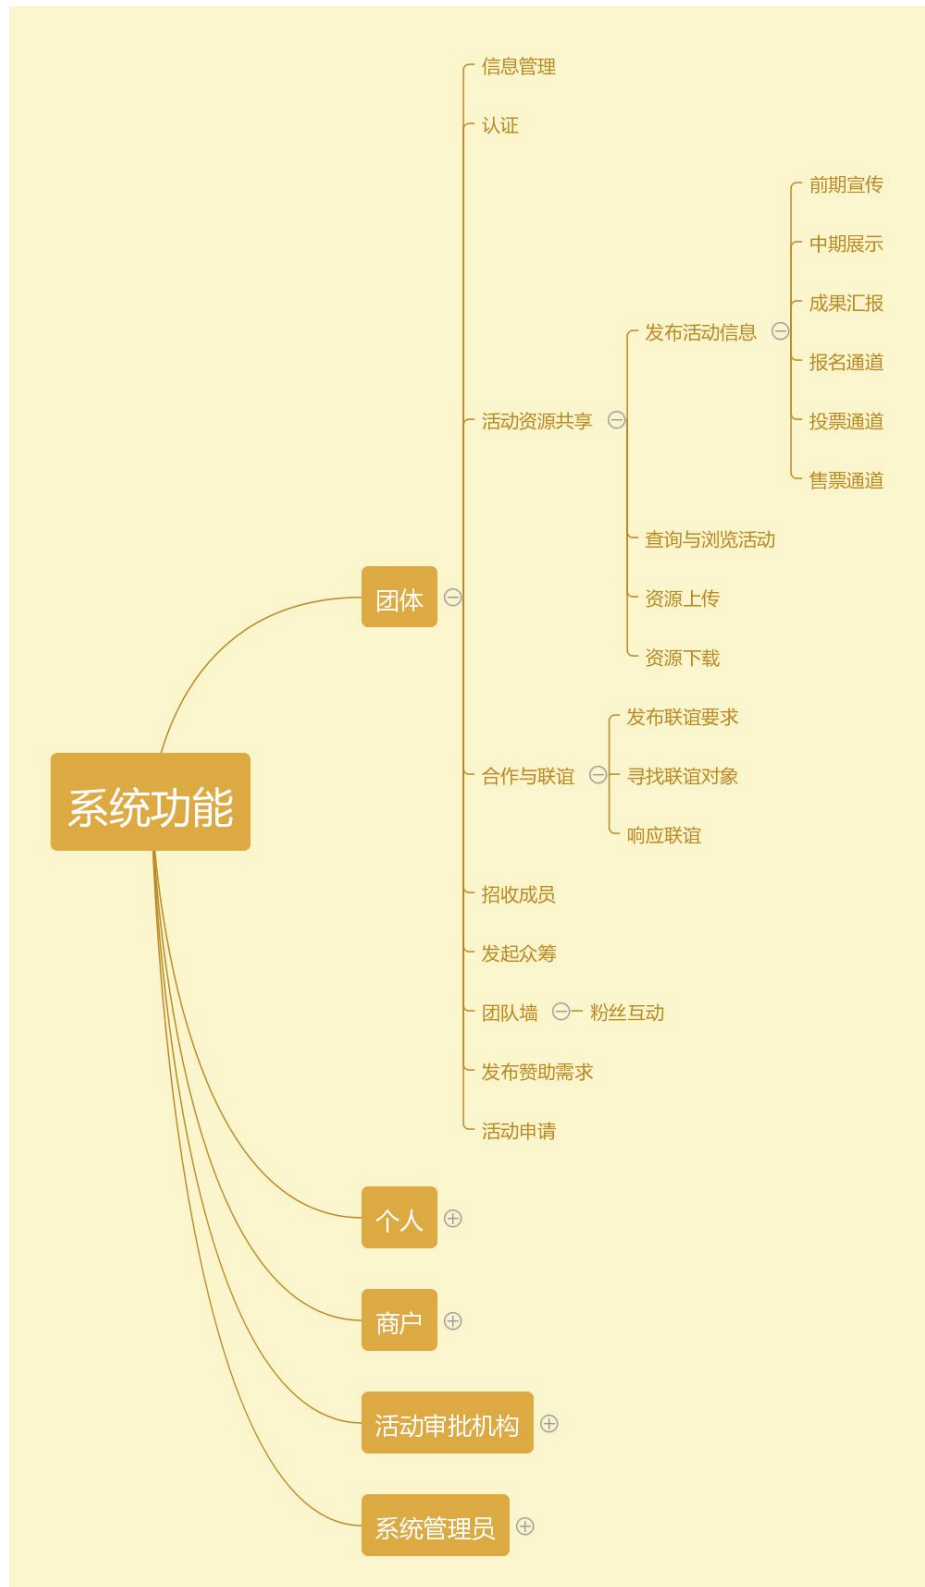 信息管理
认证
前期宣传
中期展示
成果汇报
发布活动信息
报名通道
活动资源共享
投票通道
售票通道
查询与浏览活动
团体
资源上传
资源下载
发布联谊要求
合作与联谊
寻找联谊对象
系统功能
响应联谊
招收成员
发起众筹
团队墙
粉丝互动
发布赞助需求
活动申请
个人
商户
活动审批机构
系统管理员